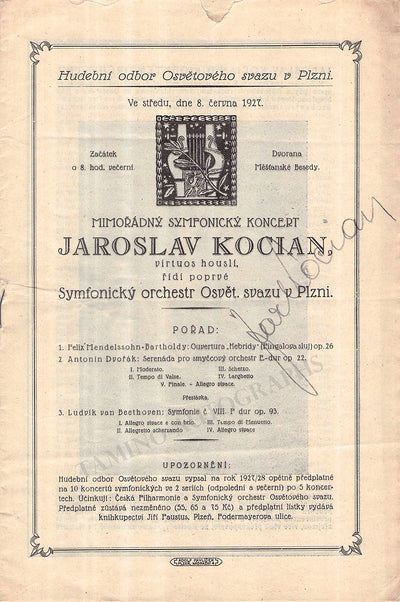 Hudební odbor Osvětového svazu v Plzni.
Ve středu, dne 8. června 1927.
Začátek
o 8. hod. večerní.
Dvorana
Měšťanské Besedy.
MIMOŘÁDNÝ SYMFONICKÝ KONCERT
JAROSLAV KOCIAN,
virtuos houslí,
řídí poprvé
Symfonický orchestr Osvět. svazu v Plzni.
Jar Kocian
POŘAD:
1. Felix Mendelssohn-Bartholdy: Ouvertura „Hebridy" (Fingalova sluj) op. 26
2. Antonín Dvořák: Serenáda pro smyčcový orchestr E-dur op. 22.
I. Moderato.
II. Tempo di Valse.
III. Scherzo.
IV. Larghetto
V. Finale. - Allegro vivace
Přestávka.
3. Ludvik van Beethoven: Symfonie č. VIII. F dur op. 93.
I. Allegro vivace e con brio
II. Allegretto scherzando
III. Tempo di Menuetto.
IV. Allegro vivace
TAMINO AUTOGRAPHS
UPOZORNĚNÍ:
Hudební odbor Osvětového svazu vypsal na rok 1927/28 opětně předplatné
na 10 koncertů symfonických ve 2 seriích (odpolední a večerní) po 5 koncer-
tech. Účinkují: Česká Filharmonie a Symfonický orchestr Osvětového svazu.
Předplatné zůstává nezměněno (55, 65 a 75 Kč) a předplatní lístky vydává
knihkupectví Jiří Faustus, Plzeň, Podermayerova ulice.